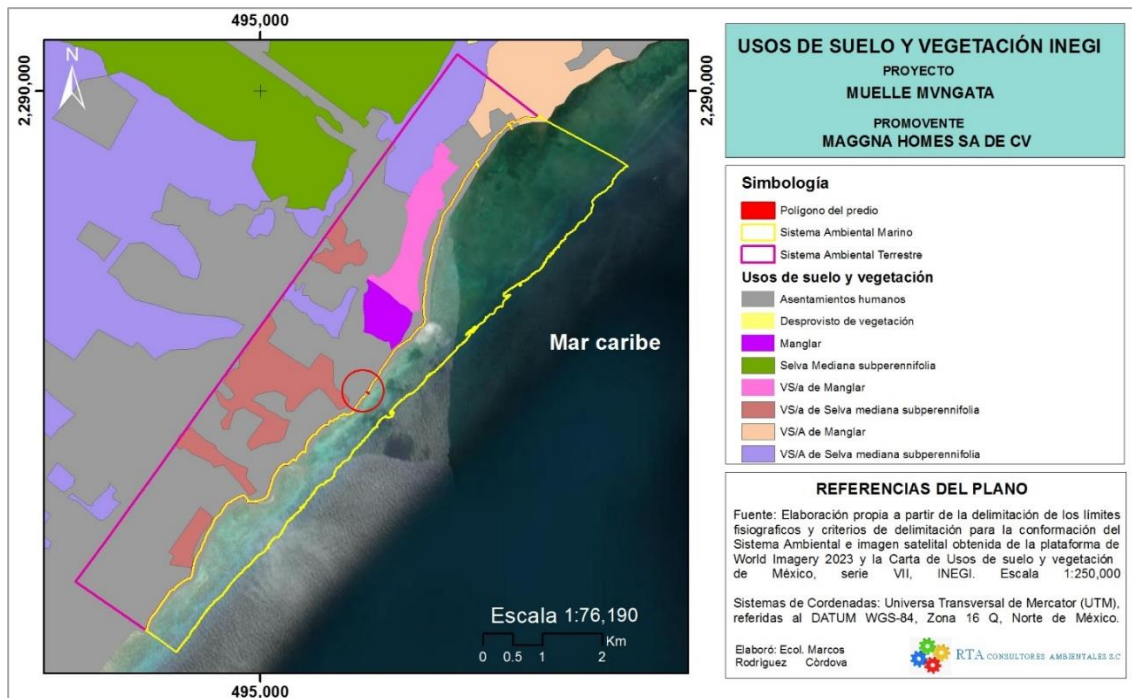 495,000
2,290,000
N
2,290,000
Mar caribe
Escala 1:76,190
Km
0 0.5 1 2
495,000
USOS DE SUELO Y VEGETACIÓN INEGI
PROYECTO
MUELLE MVNGATA
PROMOVENTE
MAGGNA HOMES SA DE CV
Simbología
Polígono del predio
Sistema Ambiental Marino
Sistema Ambiental Terrestre
Usos de suelo y vegetación
Asentamientos humanos
Desprovisto de vegetación
Manglar
Selva Mediana subperennifolia
VS/a de Manglar
VS/a de Selva mediana subperennifolia
VS/A de Manglar
VS/A de Selva mediana subperennifolia
REFERENCIAS DEL PLANO
Fuente: Elaboración propia a partir de la delimitación de los límites
fisiograficos y criterios de delimitación para la conformación del
Sistema Ambiental e imagen satelital obtenida de la plataforma de
World Imagery 2023 y la Carta de Usos de suelo y vegetación
de México, serie VII, INEGI. Escala 1:250,000
Sistemas de Cordenadas: Universa Transversal de Mercator (UTM),
referidas al DATUM WGS-84, Zona 16 Q, Norte de México.
Elaboró: Ecol. Marcos
Rodríguez Còrdova
RTA CONSULTORES AMBIENTALES S.C